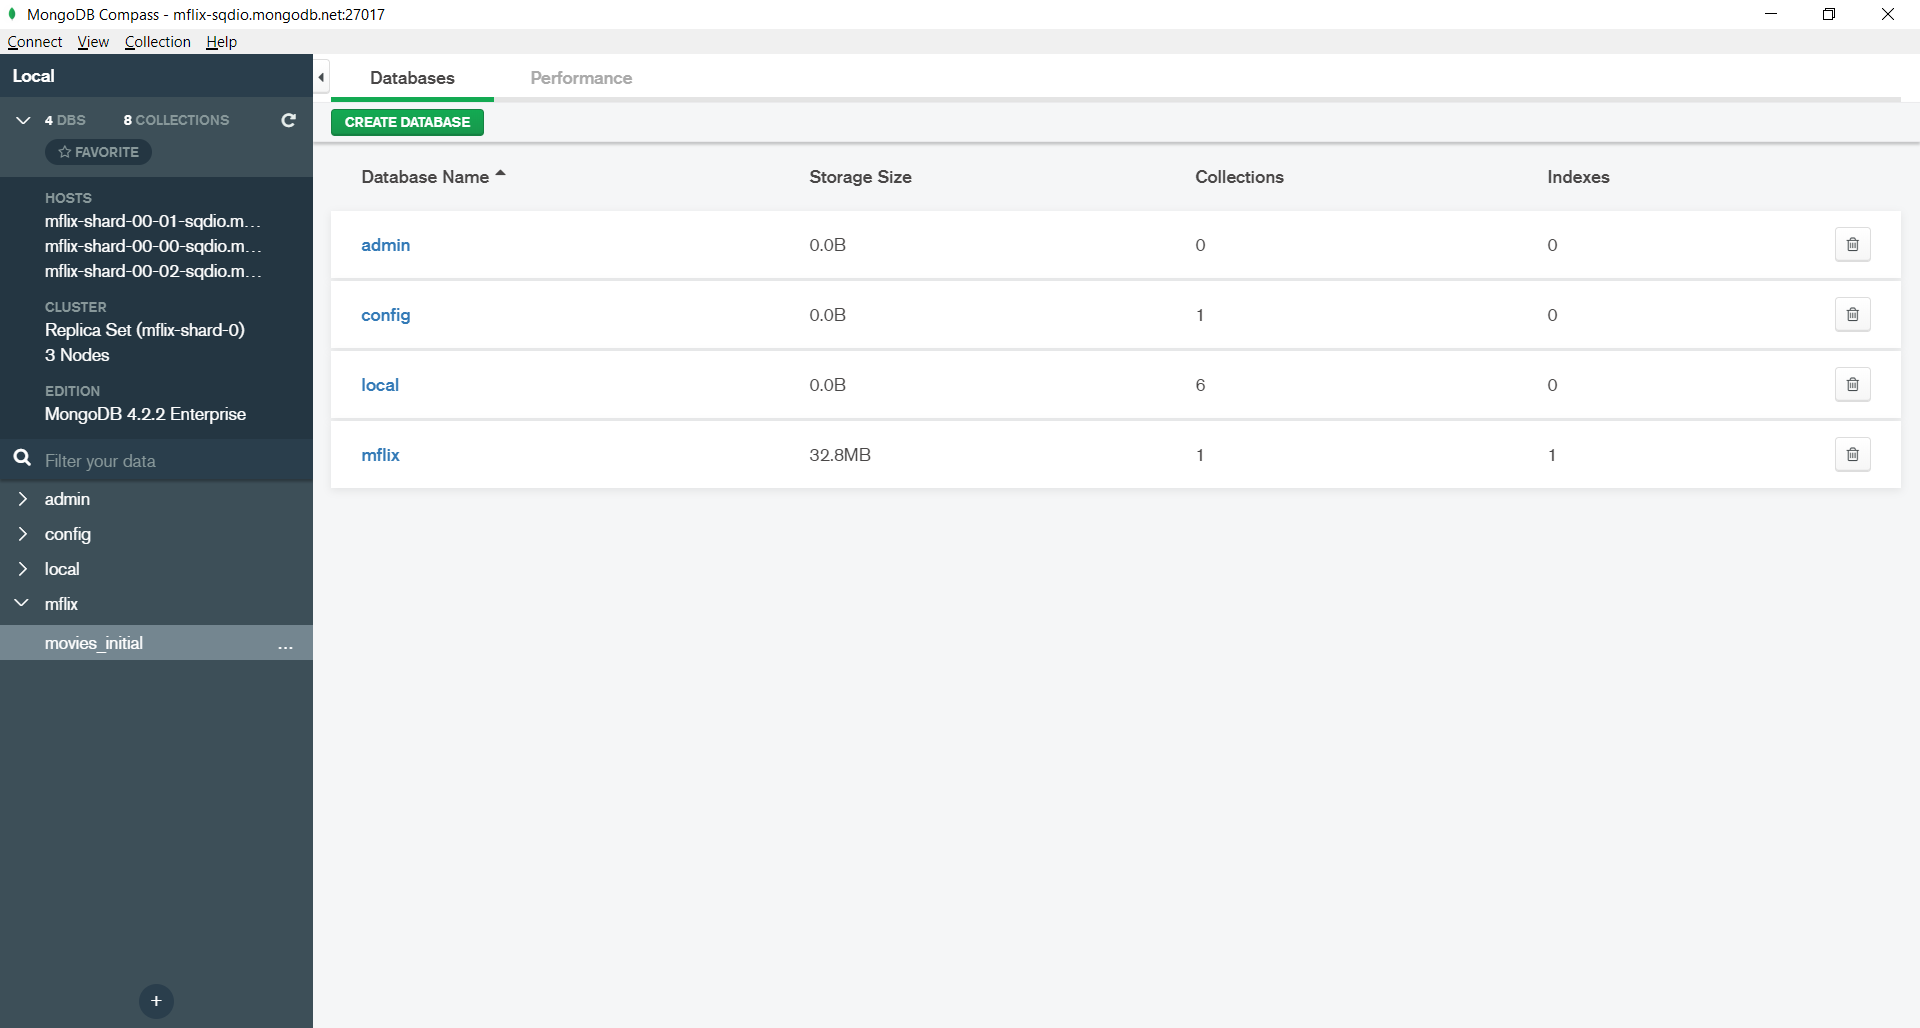 MongoDB Compass - mflix-sqdio.mongodb.net:27017
Connect View Collection Help
Local
4 DBS 8 COLLECTIONS
FAVORITE
HOSTS
mflix-shard-00-01-sqdio.m...
mflix-shard-00-00-sqdio.m...
mflix-shard-00-02-sqdio.m...
CLUSTER
Replica Set (mflix-shard-0)
3 Nodes
EDITION
MongoDB 4.2.2 Enterprise
Filter your data
admin
config
local
mflix
movies_initial ...
+
Databases Performance
CREATE DATABASE
Database Name Storage Size Collections Indexes
admin 0.0B 0 0
config 0.0B 1 0
local 0.0B 6 0
mflix 32.8MB 1 1